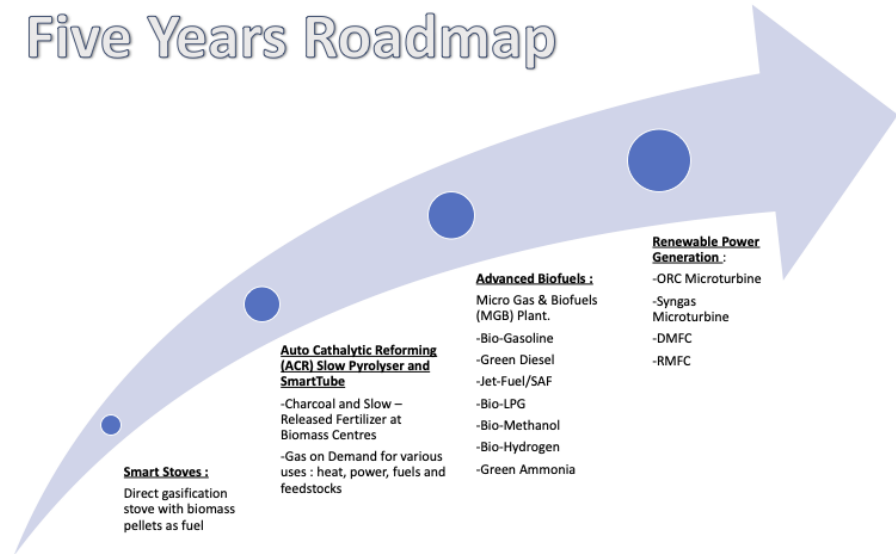 Five Years Roadmap
Smart Stoves :
Direct gasification
stove with biomass
pellets as fuel
Auto Cathalytic Reforming
(ACR) Slow Pyrolyser and
SmartTube
-Charcoal and Slow –
Released Fertilizer at
Biomass Centres
-Gas on Demand for various
uses : heat, power, fuels and
feedstocks
Advanced Biofuels :
Micro Gas & Biofuels
(MGB) Plant.
-Bio-Gasoline
-Green Diesel
-Jet-Fuel/SAF
-Bio-LPG
-Bio-Methanol
-Bio-Hydrogen
-Green Ammonia
Renewable Power
Generation :
-ORC Microturbine
-Syngas
Microturbine
-DMFC
-RMFC